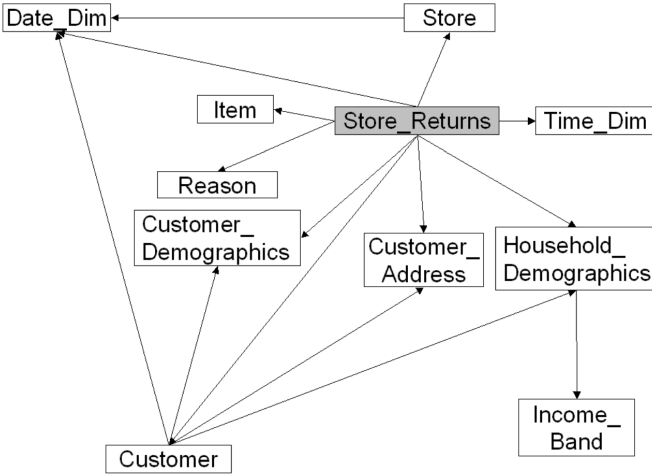 Date_Dim
Store
Item
Store_Returns
Time_Dim
Reason
Customer_
Demographics
Customer_
Address
Household_
Demographics
Income_
Band
Customer